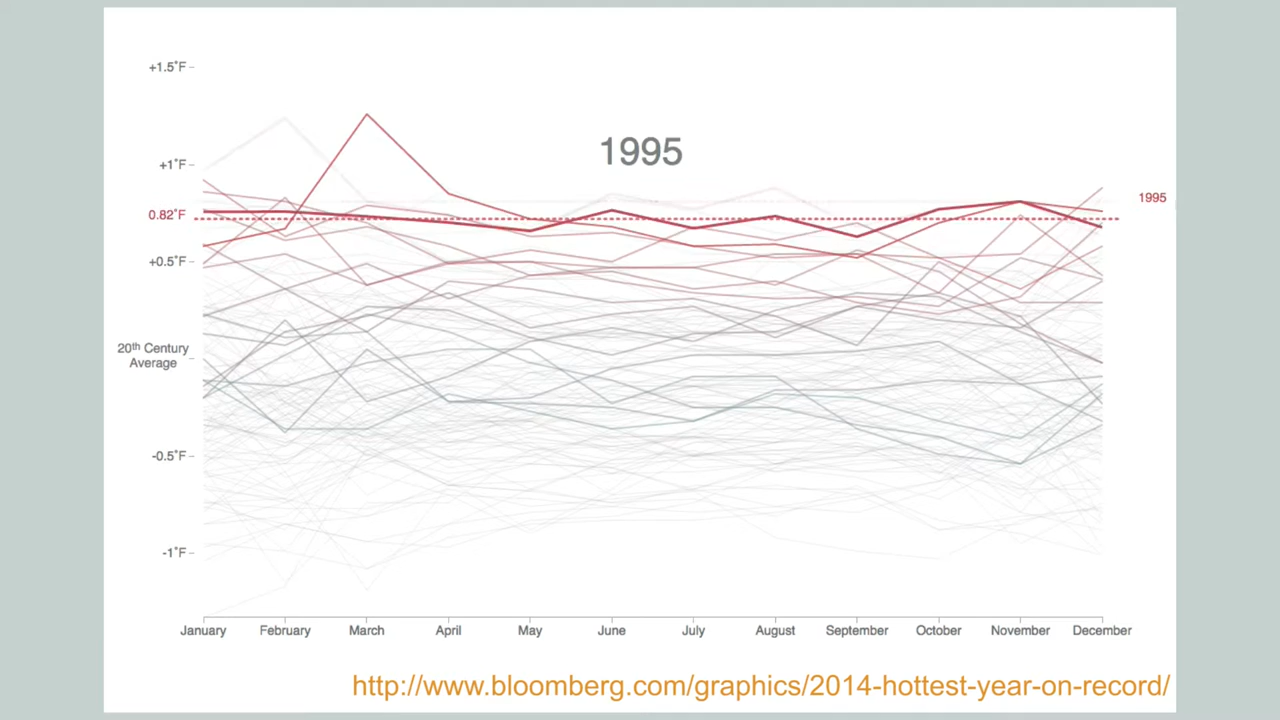 +1.5°F
1995
+1°F
1995
0.82°F
+0.5°F
20th Century
Average
-0.5°F
-1°F
January February March April May June July August September October November December
http://www.bloomberg.com/graphics/2014-hottest-year-on-record/